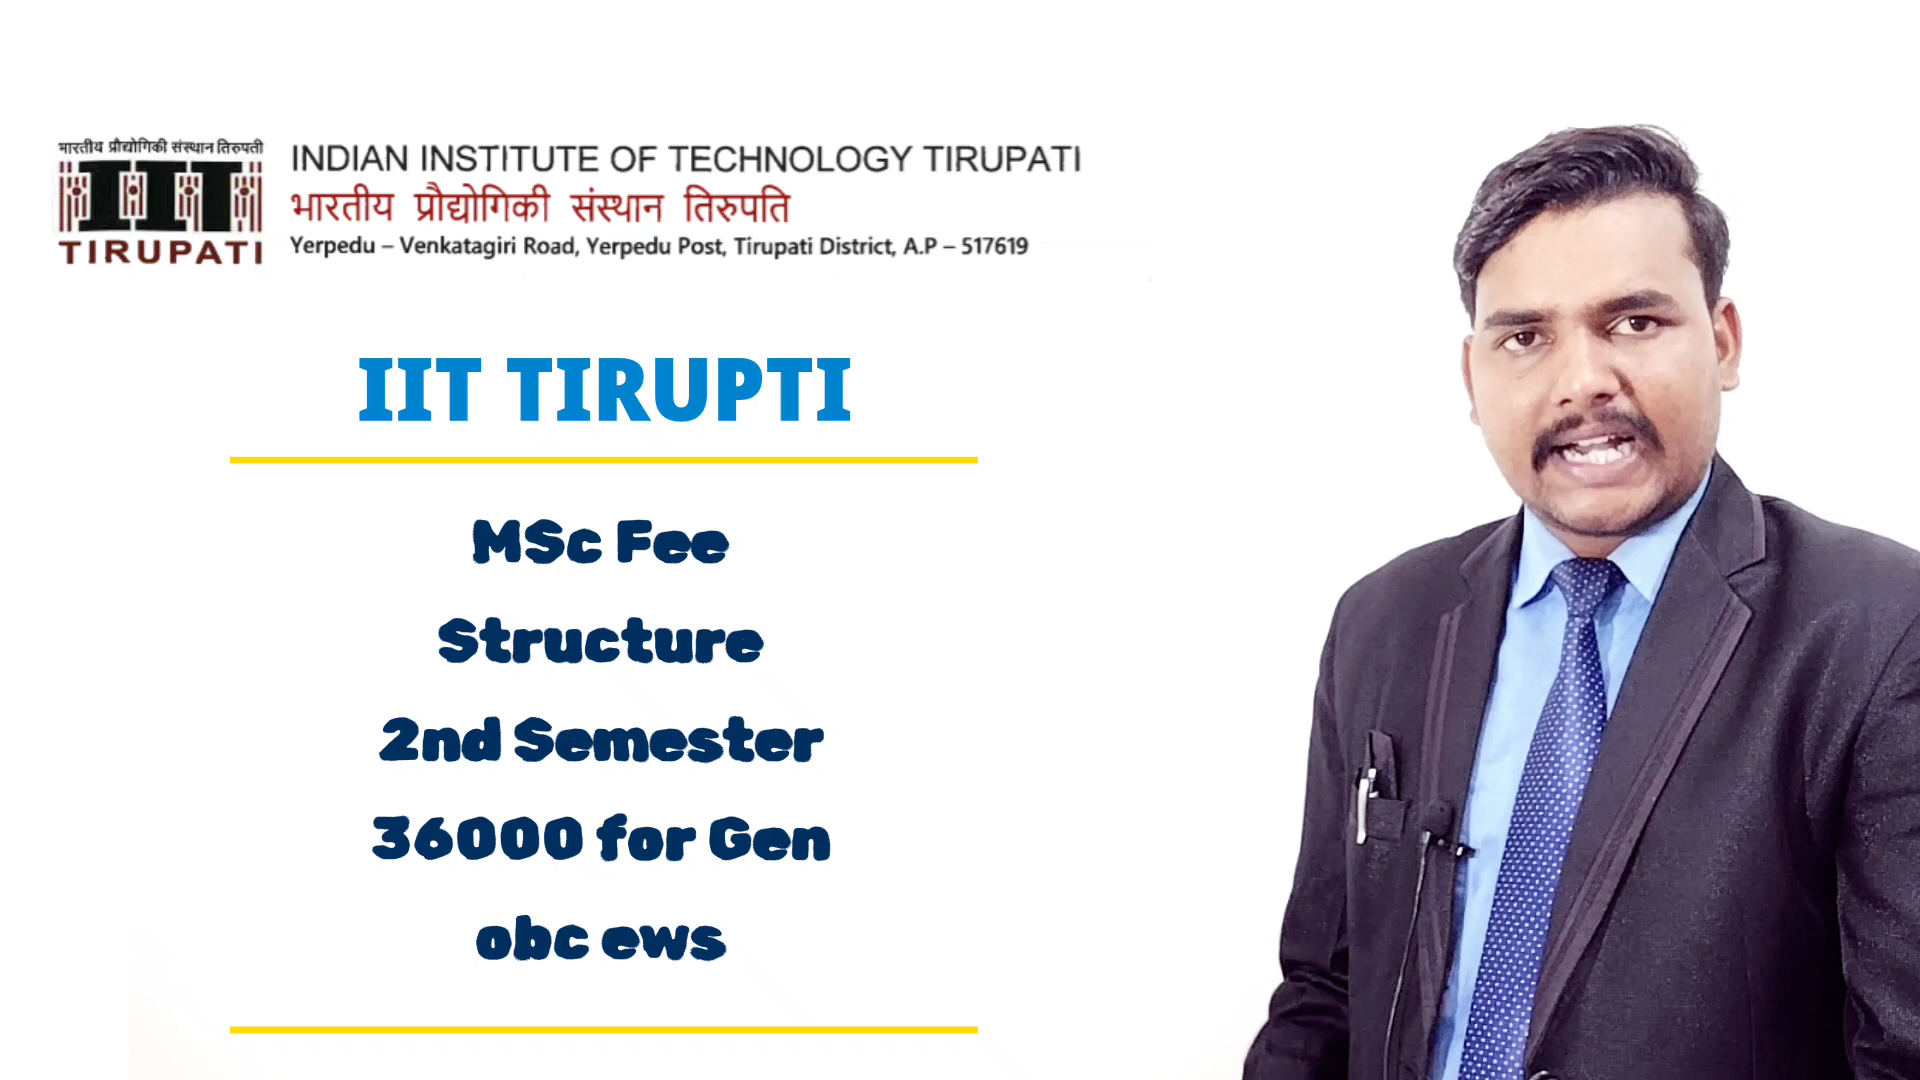 भारतीय प्रौद्योगिकी संस्थान तिरुपती
IIT
TIRUPATI
INDIAN INSTITUTE OF TECHNOLOGY TIRUPATI
भारतीय प्रौद्योगिकी संस्थान तिरुपति
Yerpedu – Venkatagiri Road, Yerpedu Post, Tirupati District, A.P – 517619
IIT TIRUPTI
MSc Fee
Structure
2nd Semester
36000 for Gen
obc ews